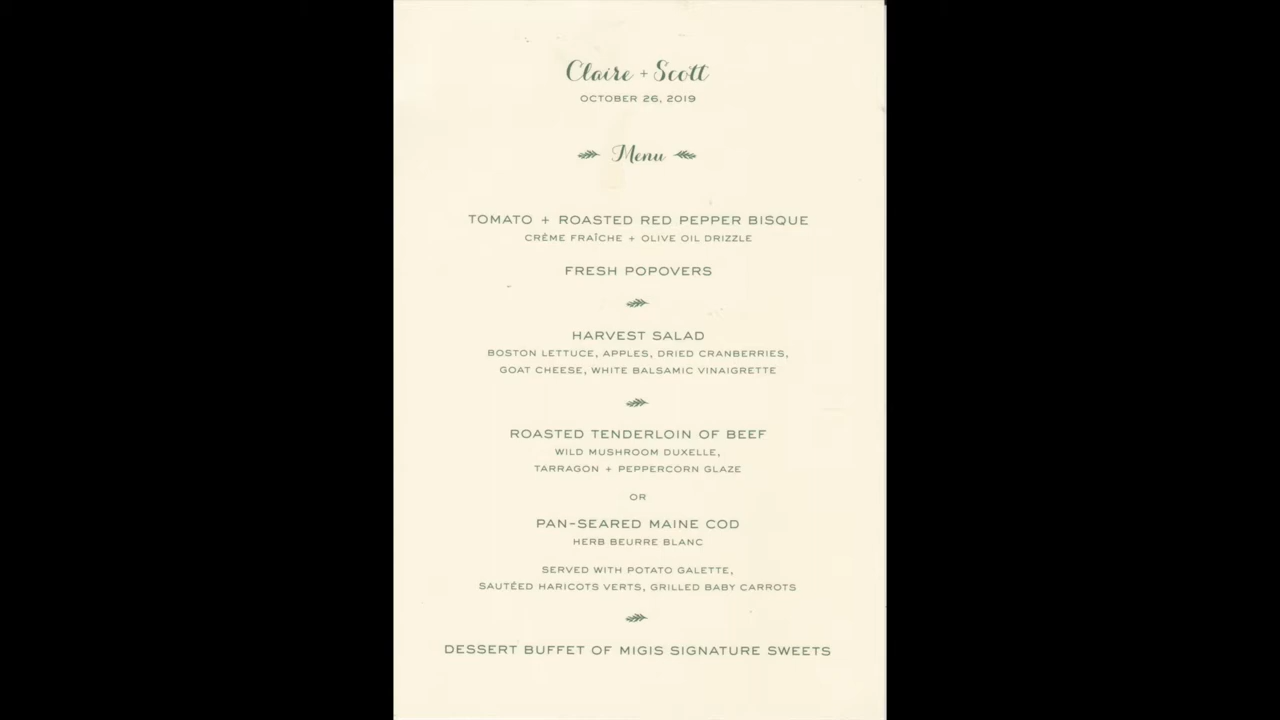 Claire + Scott
OCTOBER 26, 2019
Menu
TOMATO + ROASTED RED PEPPER BISQUE
CRÈME FRAÎCHE + OLIVE OIL DRIZZLE
FRESH POPOVERS
HARVEST SALAD
BOSTON LETTUCE, APPLES, DRIED CRANBERRIES,
GOAT CHEESE, WHITE BALSAMIC VINAIGRETTE
ROASTED TENDERLOIN OF BEEF
WILD MUSHROOM DUXELLE,
TARRAGON + PEPPERCORN GLAZE
OR
PAN-SEARED MAINE COD
HERB BEURRE BLANC
SERVED WITH POTATO GALETTE,
SAUTÉED HARICOTS VERTS, GRILLED BABY CARROTS
DESSERT BUFFET OF MIGIS SIGNATURE SWEETS